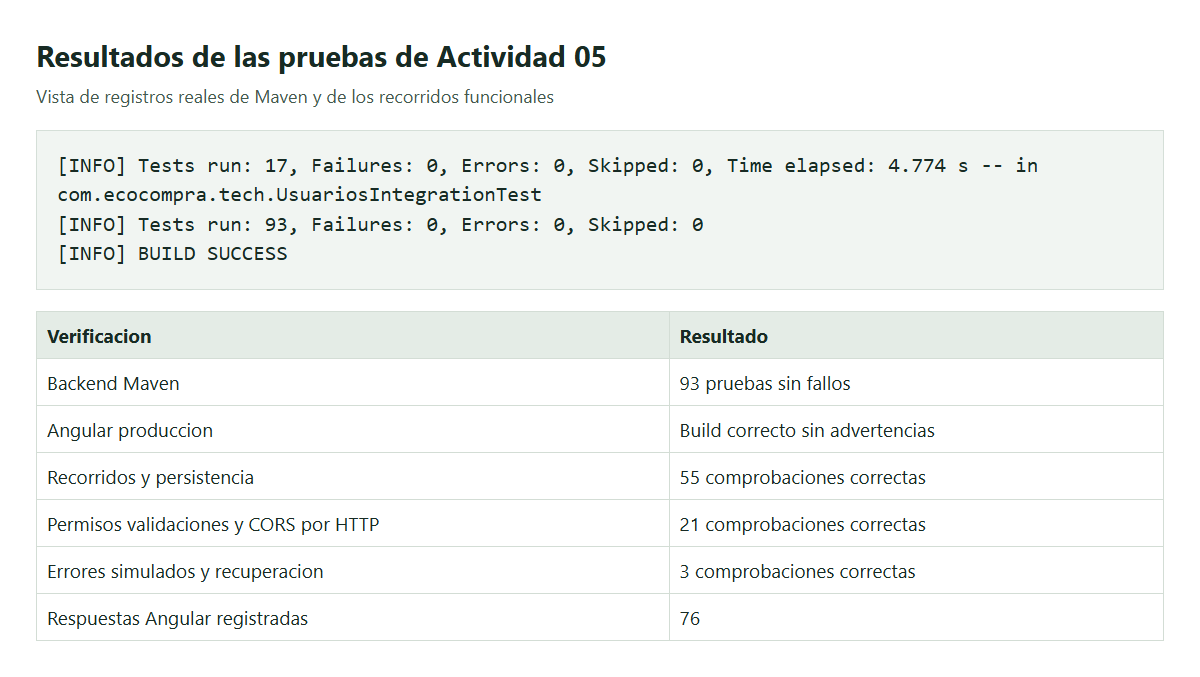 Resultados de las pruebas de Actividad 05
Vista de registros reales de Maven y de los recorridos funcionales
[INFO] Tests run: 17, Failures: 0, Errors: 0, Skipped: 0, Time elapsed: 4.774 s -- in
com.ecocompra.tech.UsuariosIntegrationTest
[INFO] Tests run: 93, Failures: 0, Errors: 0, Skipped: 0
[INFO] BUILD SUCCESS
Verificacion Resultado
Backend Maven 93 pruebas sin fallos
Angular produccion Build correcto sin advertencias
Recorridos y persistencia 55 comprobaciones correctas
Permisos validaciones y CORS por HTTP 21 comprobaciones correctas
Errores simulados y recuperacion 3 comprobaciones correctas
Respuestas Angular registradas 76